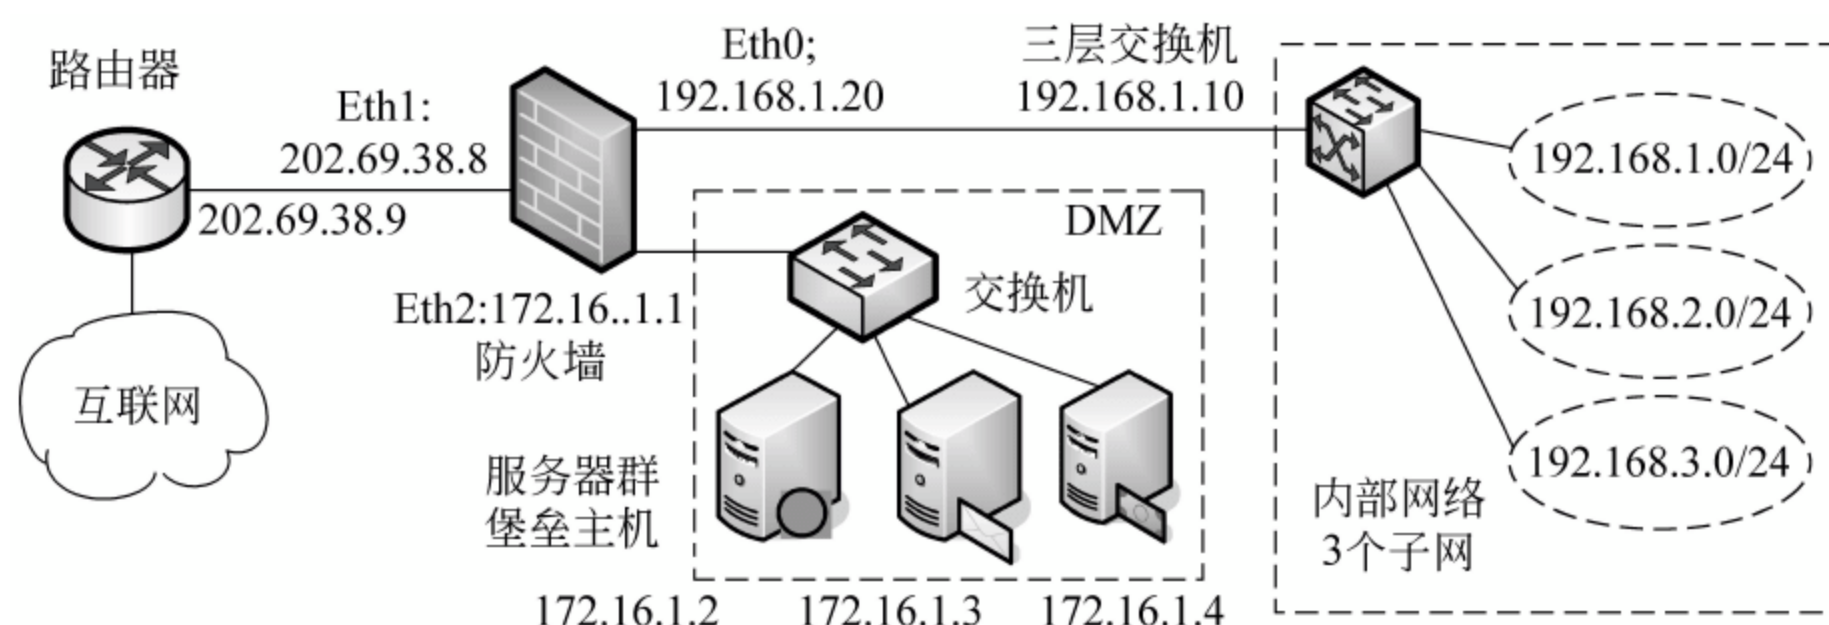 路由器
Eth1:
202.69.38.8
202.69.38.9
互联网
Eth0;
192.168.1.20
三层交换机
192.168.1.10
Eth2:172.16..1.1
防火墙
DMZ
交换机
服务器群
堡垒主机
172.16.1.2
172.16.1.3
172.16.1.4
192.168.1.0/24
192.168.2.0/24
192.168.3.0/24
内部网络
3个子网